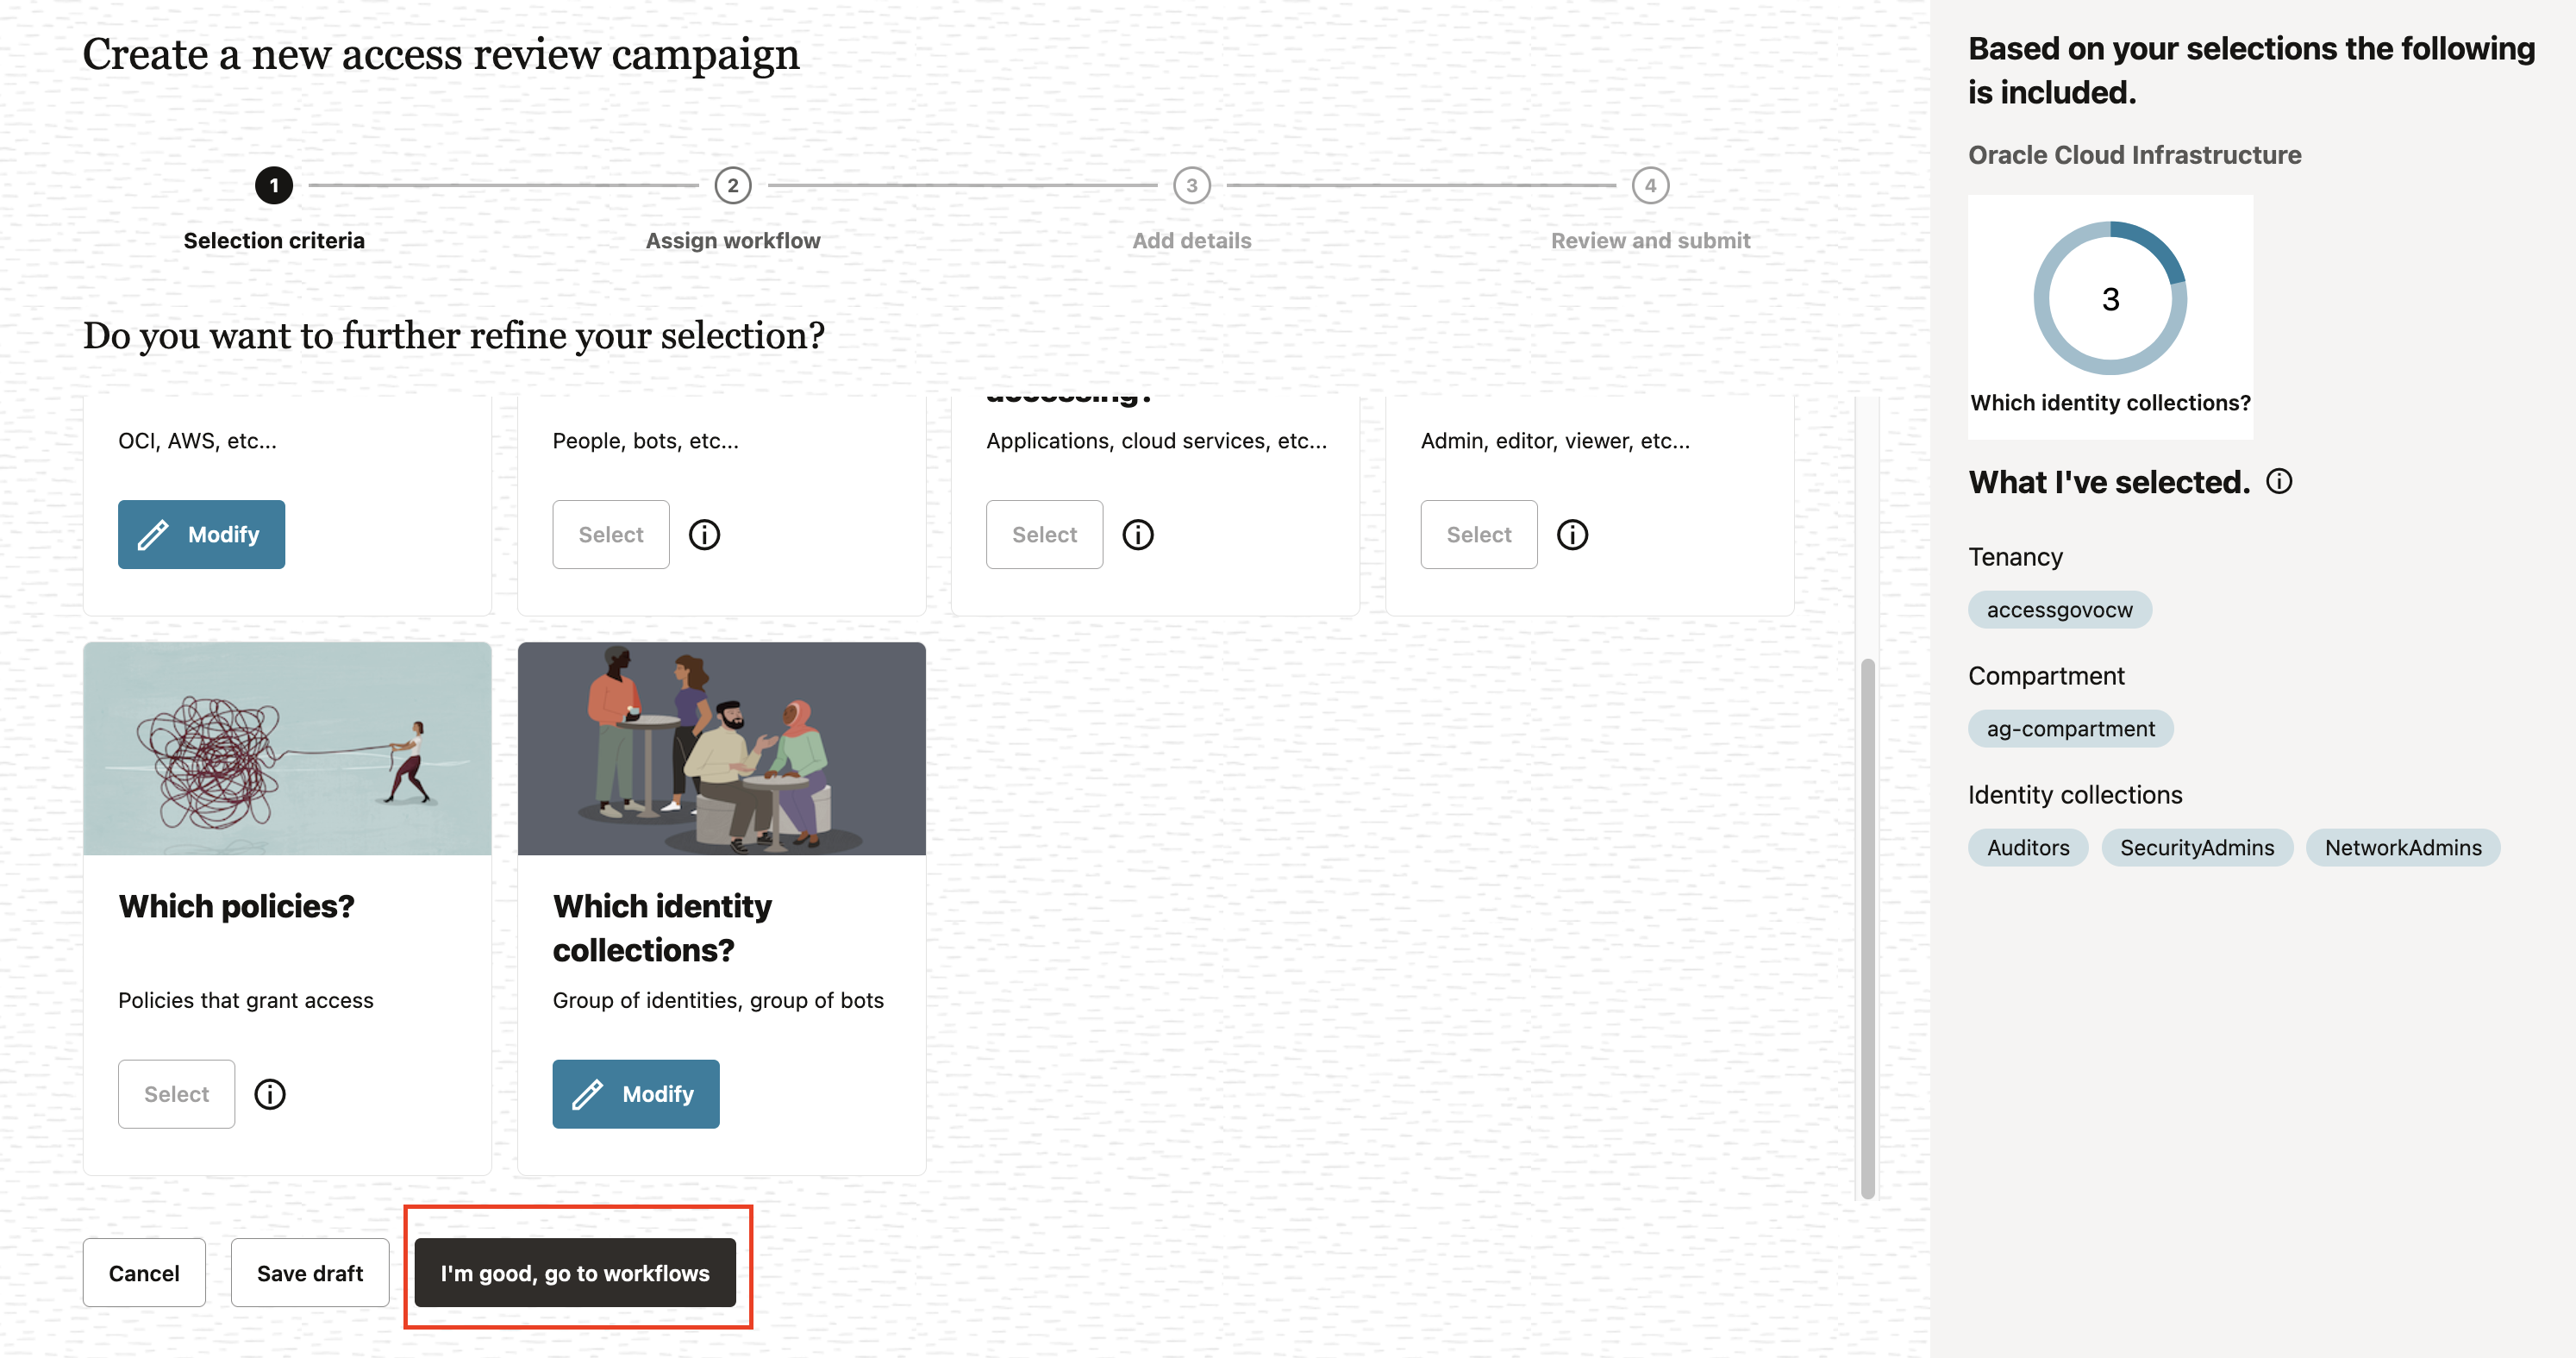 Create a new access review campaign
1
2
3
4
Selection criteria
Assign workflow
Add details
Review and submit
Do you want to further refine your selection?
accessing?
OCI, AWS, etc...
People, bots, etc...
Applications, cloud services, etc...
Admin, editor, viewer, etc...
Modify
Select
Select
Select
Which policies?
Policies that grant access
Select
Which identity
collections?
Group of identities, group of bots
Modify
Cancel
Save draft
I'm good, go to workflows
Based on your selections the following
is included.
Oracle Cloud Infrastructure
3
Which identity collections?
What I've selected.
Tenancy
accessgovocw
Compartment
ag-compartment
Identity collections
Auditors
SecurityAdmins
NetworkAdmins